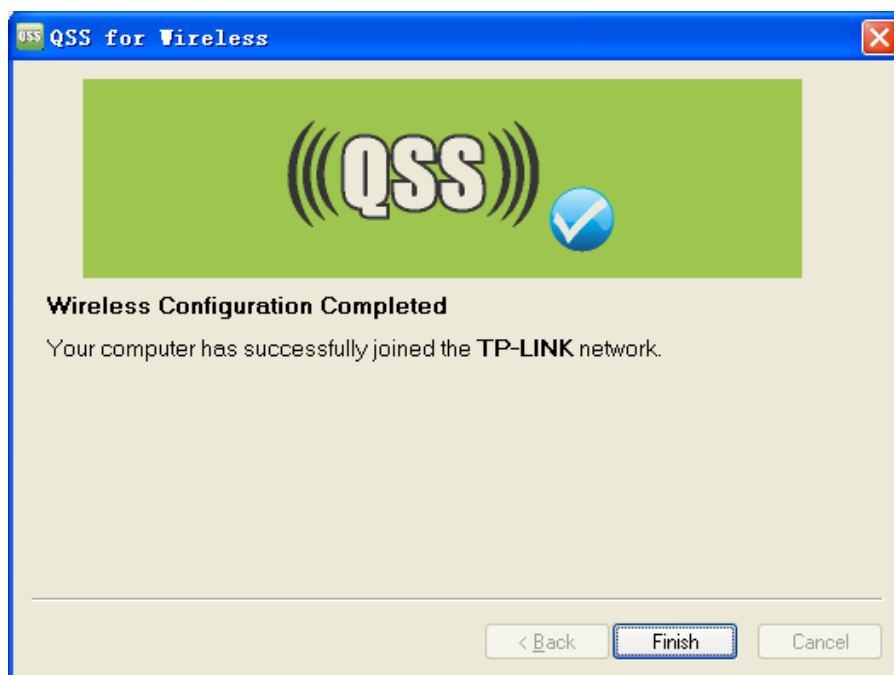 QSS QSS for Wireless
(((QSS)))
Wireless Configuration Completed
Your computer has successfully joined the TP-LINK network.
< Back Finish Cancel